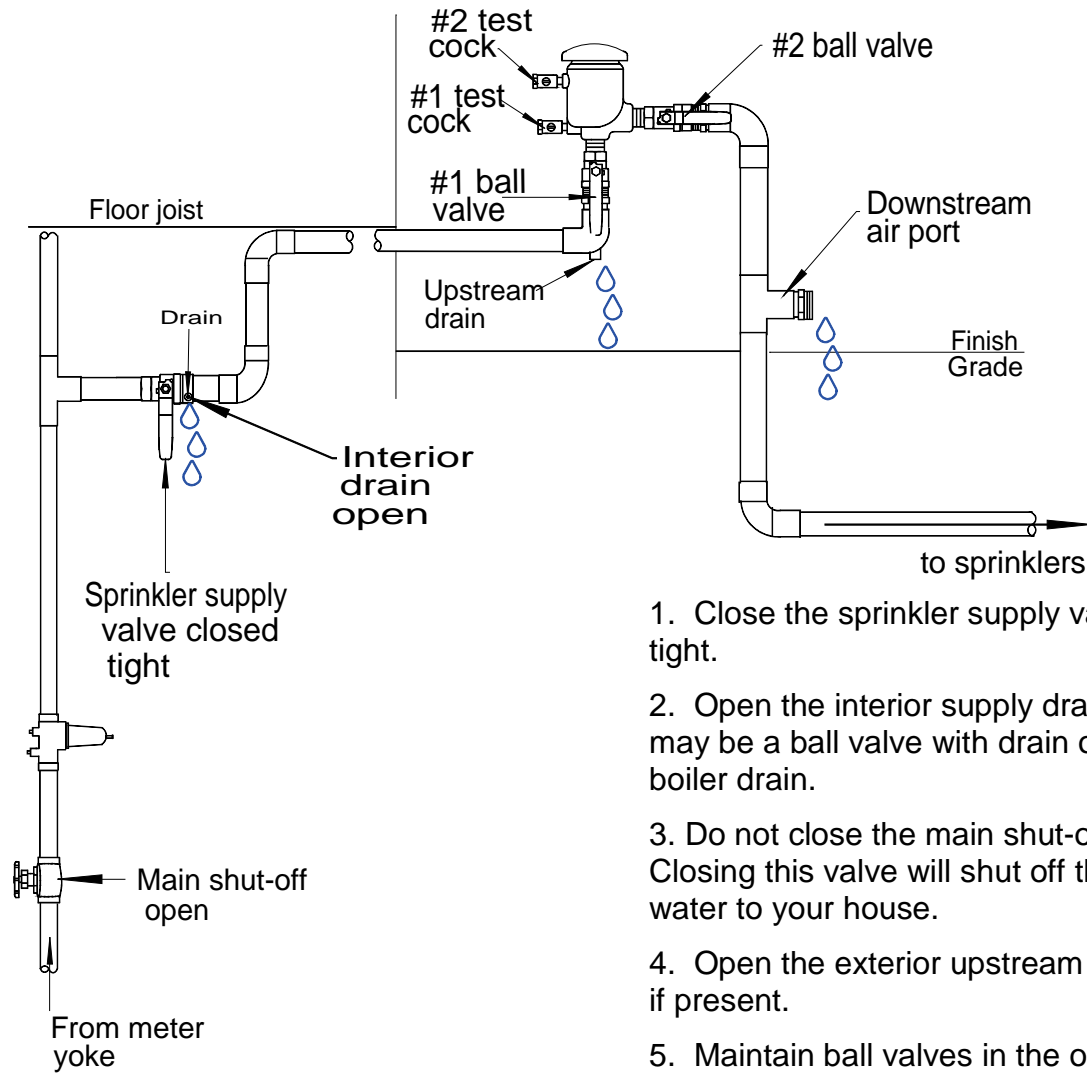 #2 test
cock
#2 ball valve
#1 test
cock
#1 ball
valve
Floor joist
Downstream
air port
Upstream
drain
Drain
Finish
Grade
Interior
drain
open
to sprinklers
Sprinkler supply
valve closed
tight
1. Close the sprinkler supply
tight.
2. Open the interior supply
may be a ball valve with drain
boiler drain.
Main shut-off
open
3. Do not close the main
Closing this valve will shut off
water to your house.
4. Open the exterior upstream
if present.
From meter
yoke
5. Maintain ball valves in the